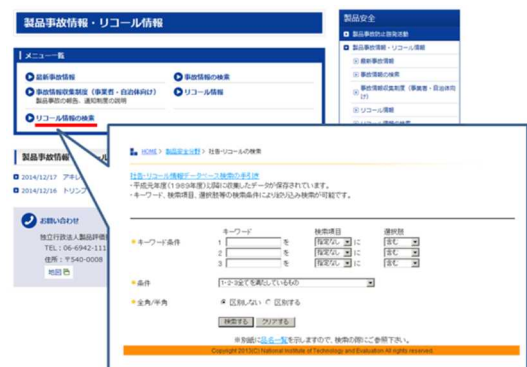 製品事故情報・リコール情報
メニュー一覧
最新事故情報
事故情報の検索
事故情報収集制度（事業者・自治体向け）
製品事故の報告、通知制度の説明
リコール情報
リコール情報の検索
製品事故情報
2014/12/17
2014/12/16
お問い合わせ
独立行政法人製品評価
TEL：06-6942-111
住所：〒540-0008
地図
製品安全
製品事故防止啓発活動
製品事故情報・リコール情報
最新事故情報
事故情報の検索
事故情報収集制度（事業者・自治体向け）
リコール情報
リコール情報の検索
HOME> 製品安全分野> 社告・リコールの検索
社告・リコール情報データベース検索の手引き
・平成元年度(1989年度)以降に収集したデータが保存されています。
・キーワード、検索項目、選択肢等の検索条件により絞り込み検索が可能です。
キーワード 検索項目 選択肢
キーワード条件
1 を 指定なし に 含む
2 を 指定なし に 含む
3 を 指定なし に 含む
条件 1-2-3全てを満たしているもの
全角/半角 区別しない 区別する
検索する クリアする
※別紙に品名一覧を示しますので、検索の際にご参照下さい。
Copyright 2013(C) National Institute of Technology and Evaluation All rights reserved.